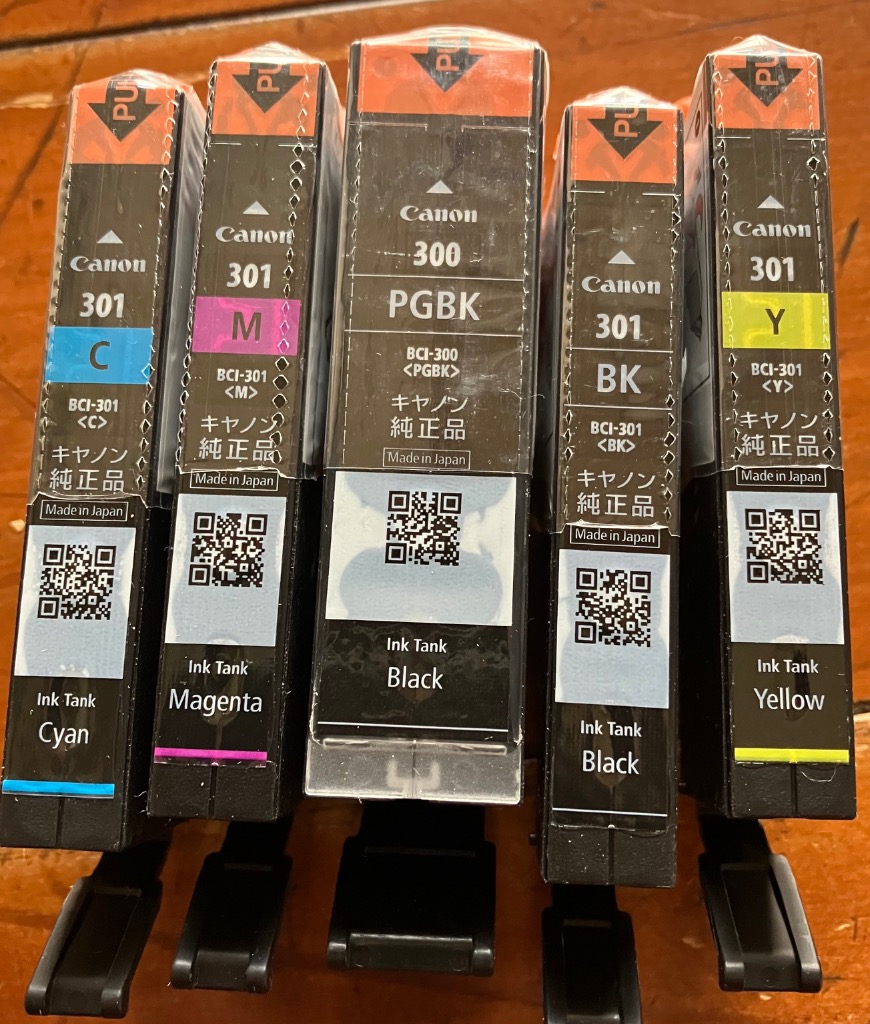 PU
Canon
301
C
BCI-301
<C>
キヤノン
純正品
Made in Japan
Ink Tank
Cyan
PU
Canon
301
M
BCI-301
<M>
キヤノン
純正品
Made in Japan
Ink Tank
Magenta
PU
Canon
300
PGBK
BCI-300
<PGBK>
キヤノン
純正品
Made in Japan
Ink Tank
Black
PU
Canon
301
BK
BCI-301
<BK>
キヤノン
純正品
Made in Japan
Ink Tank
Black
PU
Canon
301
Y
BCI-301
<Y>
キヤノン
純正品
Made in Japan
Ink Tank
Yellow